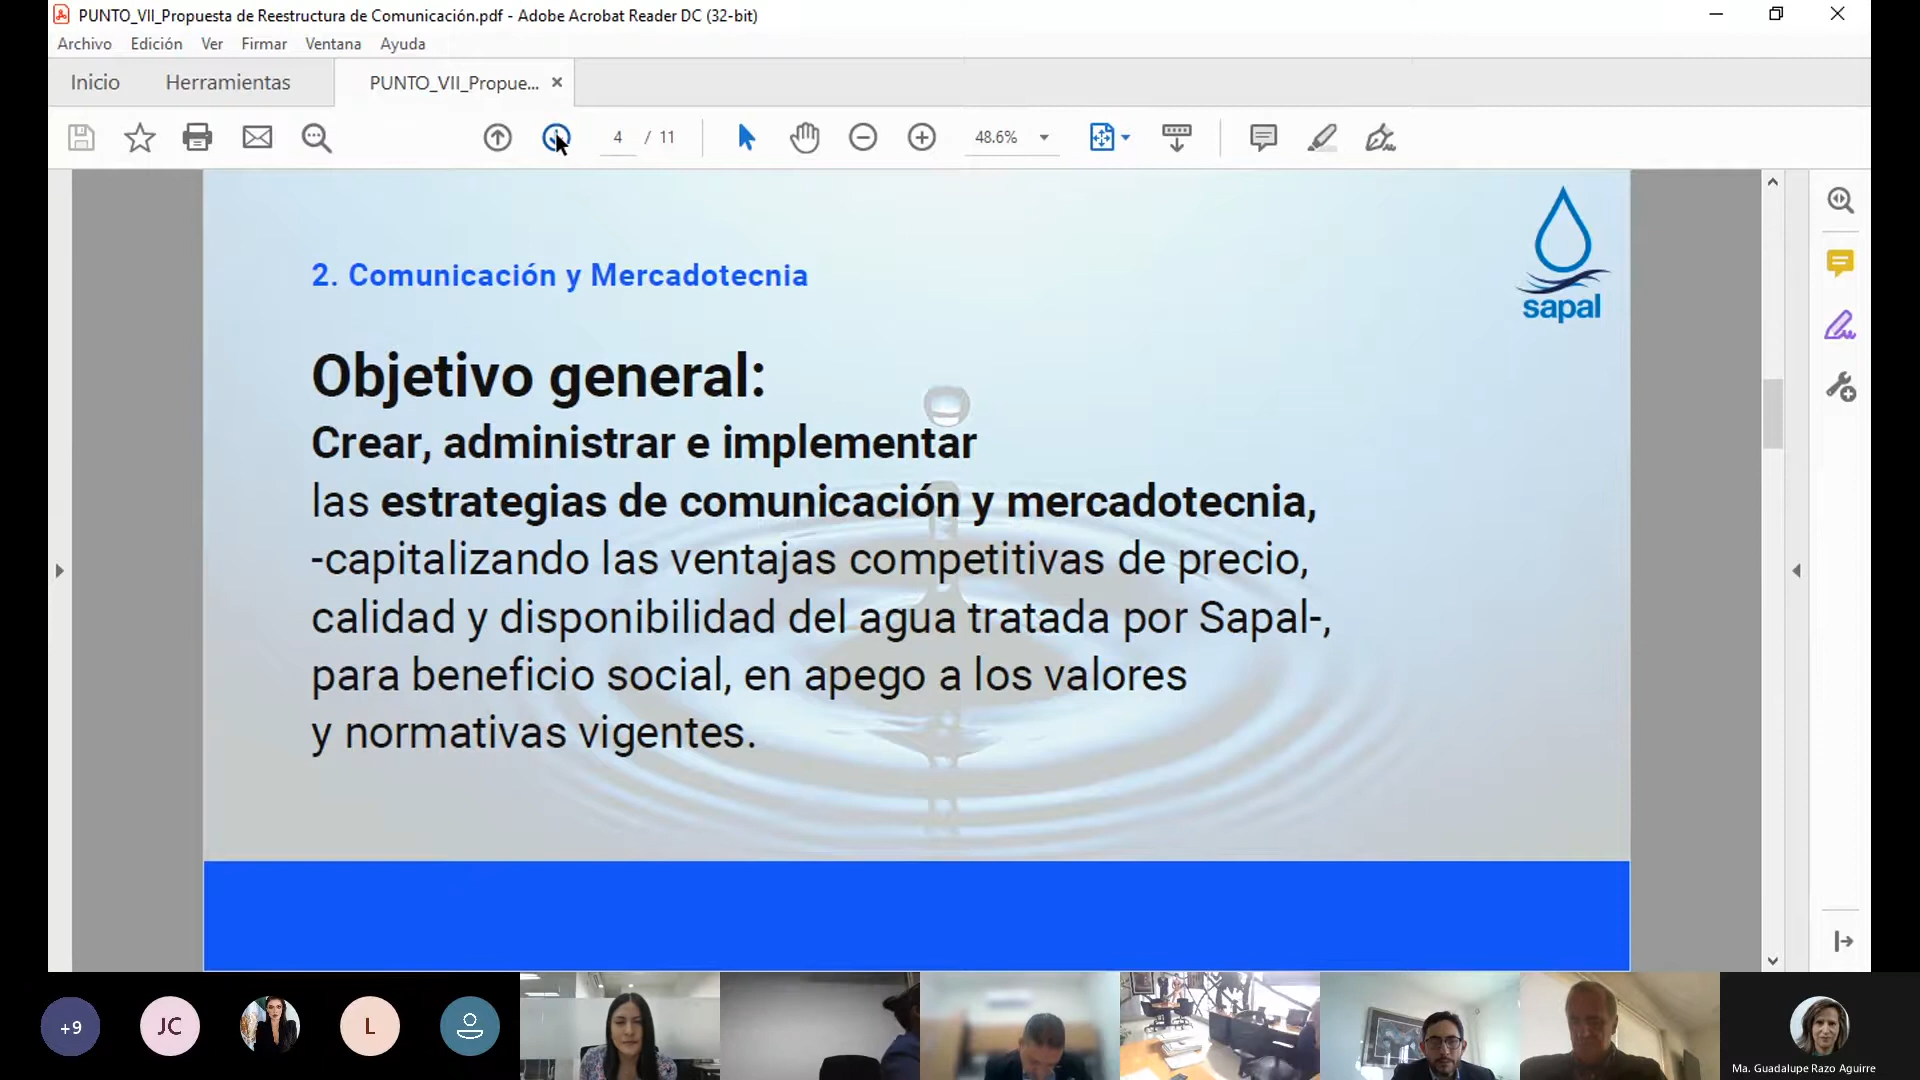 PUNTO_VII_Propuesta de Reestructura de Comunicación.pdf - Adobe Acrobat Reader DC (32-bit)
Archivo Edición Ver Firmar Ventana Ayuda
Inicio Herramientas PUNTO_VII_Propue... ×
4 / 11 48.6%
sapal
2. Comunicación y Mercadotecnia
Objetivo general:
Crear, administrar e implementar
las estrategias de comunicación y mercadotecnia,
-capitalizando las ventajas competitivas de precio,
calidad y disponibilidad del agua tratada por Sapal-,
para beneficio social, en apego a los valores
y normativas vigentes.
+9 JC L
Ma. Guadalupe Razo Aguirre